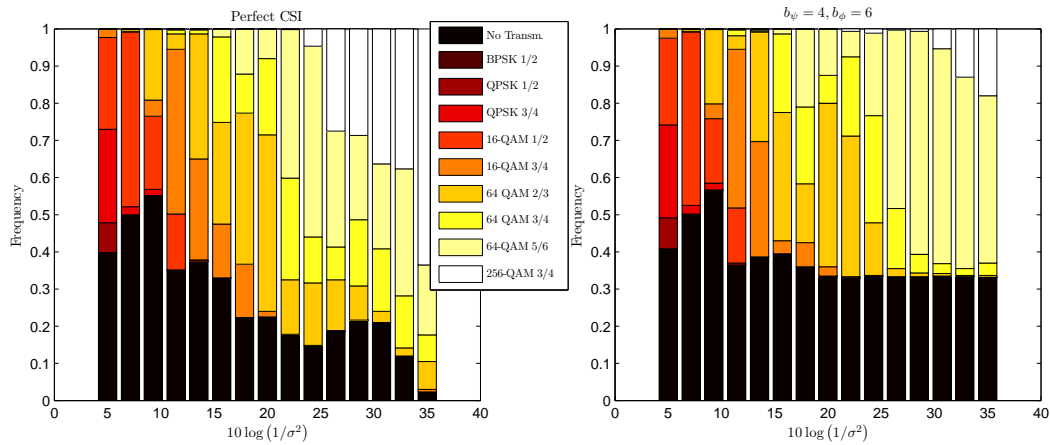 Perfect CSI
1
0.9
0.8
0.7
0.6
0.5
0.4
0.3
0.2
0.1
0
Frequency
0 5 10 15 20 25 30 35 40
10 log (1/σ²)
No Transm.
BPSK 1/2
QPSK 1/2
QPSK 3/4
16-QAM 1/2
16-QAM 3/4
64 QAM 2/3
64 QAM 3/4
64-QAM 5/6
256-QAM 3/4
b_ψ = 4, b_ϕ = 6
1
0.9
0.8
0.7
0.6
0.5
0.4
0.3
0.2
0.1
0
Frequency
0 5 10 15 20 25 30 35 40
10 log (1/σ²)